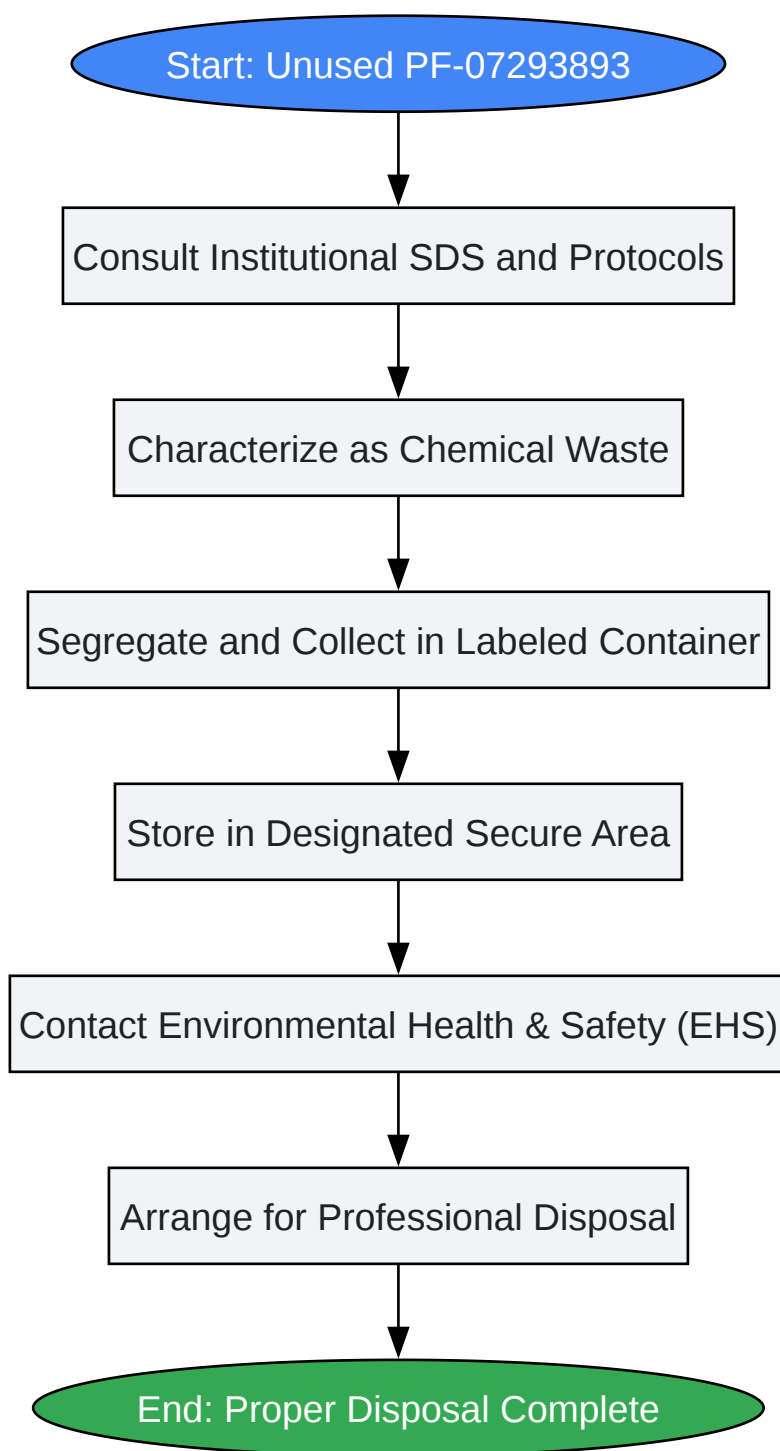 Start: Unused PF-07293893
Consult Institutional SDS and Protocols
Characterize as Chemical Waste
Segregate and Collect in Labeled Container
Store in Designated Secure Area
Contact Environmental Health & Safety (EHS)
Arrange for Professional Disposal
End: Proper Disposal Complete